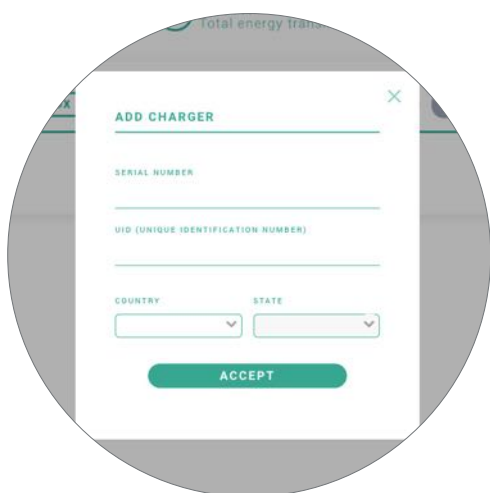 Total energy trans
X
ADD CHARGER
SERIAL NUMBER
UID (UNIQUE IDENTIFICATION NUMBER)
COUNTRY STATE
ACCEPT